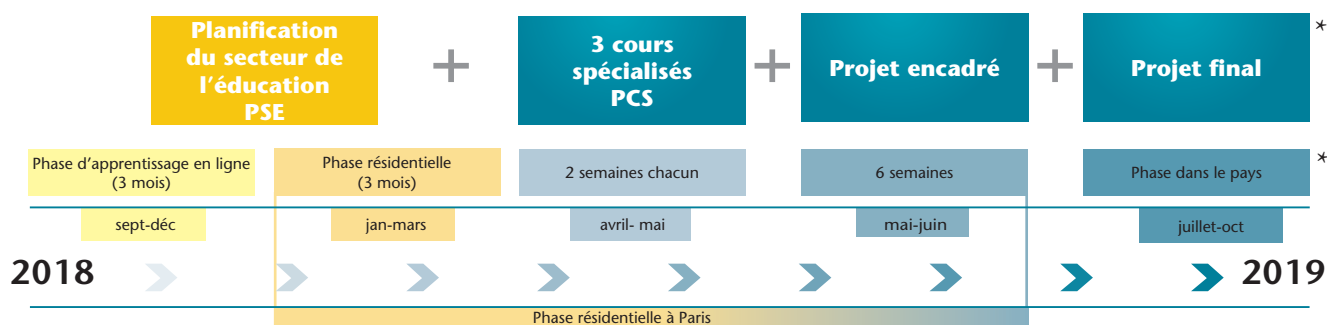 Planification
du secteur de
l'éducation
PSE
+
3 cours
spécialisés
PCS
+
Projet encadré
+
Projet final
*
Phase d'apprentissage en ligne
(3 mois)
Phase résidentielle
(3 mois)
2 semaines chacun
6 semaines
Phase dans le pays
*
sept-déc
jan-mars
avril- mai
mai-juin
juillet-oct
2018
2019
Phase résidentielle à Paris